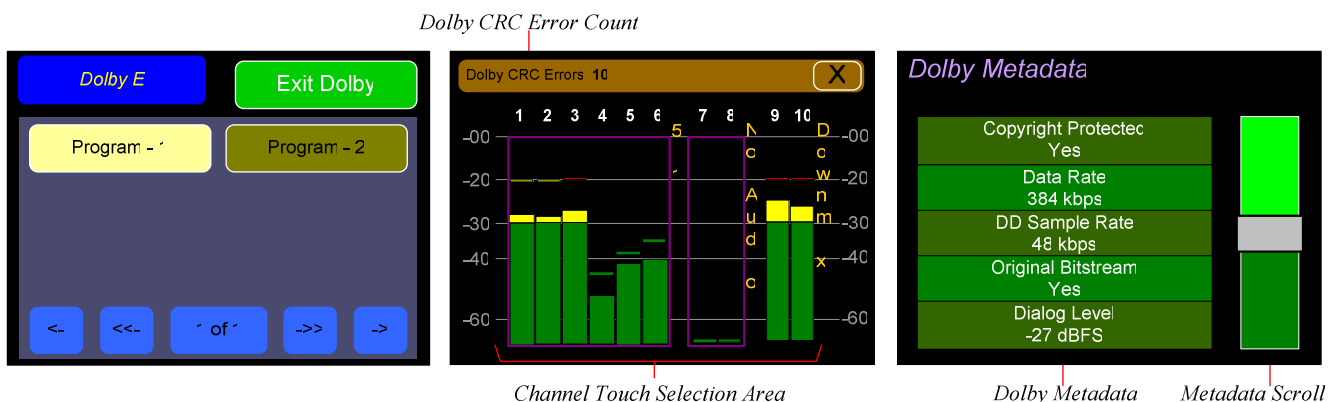 Dolby CRC Error Count
Dolby E
Exit Dolby
Program -
Program - 2
<-
<<-
of
->>
->
Dolby CRC Errors 10
X
1 2 3 4 5 6 7 8 9 10
-00
-20
-30
-40
-60
5
No Aud o
Downm x
-00
-20
-30
-40
-60
Channel Touch Selection Area
Dolby Metadata
Copyright Protected
Yes
Data Rate
384 kbps
DD Sample Rate
48 kbps
Original Bitstream
Yes
Dialog Level
-27 dBFS
Dolby Metadata
Metadata Scroll